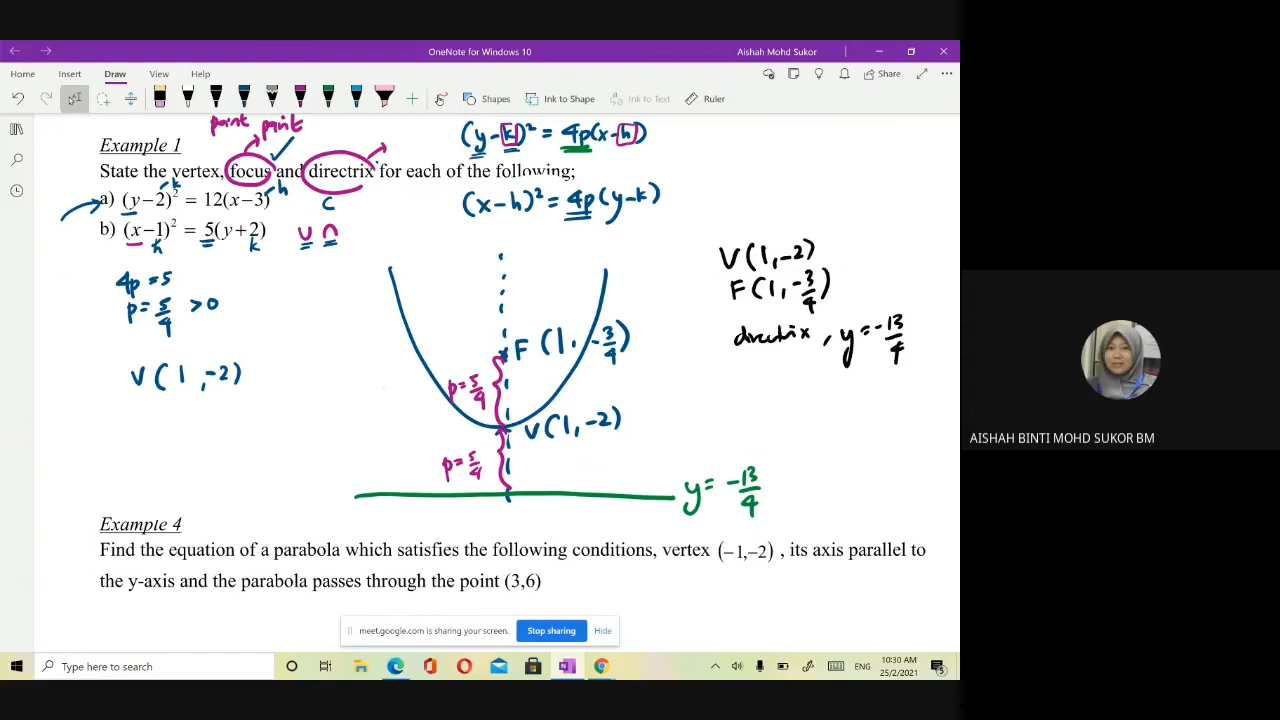 OneNote for Windows 10
Aishah Mohd Sukor
Home Insert Draw View Help
Share
Shapes Ink to Shape Ink to Text Ruler
point point
(y-k)² = 4p(x-h)
Example 1
State the vertex, focus and directrix for each of the following;
k
a) (y−2)² = 12(x−3)
h
C
(x-h)² = 4p(y-k)
b) (x−1)² = 5(y+2)
∪ ∩
h k
4p = 5
p = 5/4 > 0
V(1,-2)
F(1, -3/4)
p = 5/4
V(1,-2)
p = 5/4
y = -13/4
V(1,-2)
F(1, -3/4)
directrix, y = -13/4
Example 4
Find the equation of a parabola which satisfies the following conditions, vertex (−1,−2) , its axis parallel to
the y-axis and the parabola passes through the point (3,6)
meet.google.com is sharing your screen. Stop sharing Hide
Type here to search
ENG
10:30 AM
25/2/2021
5
AISHAH BINTI MOHD SUKOR BM